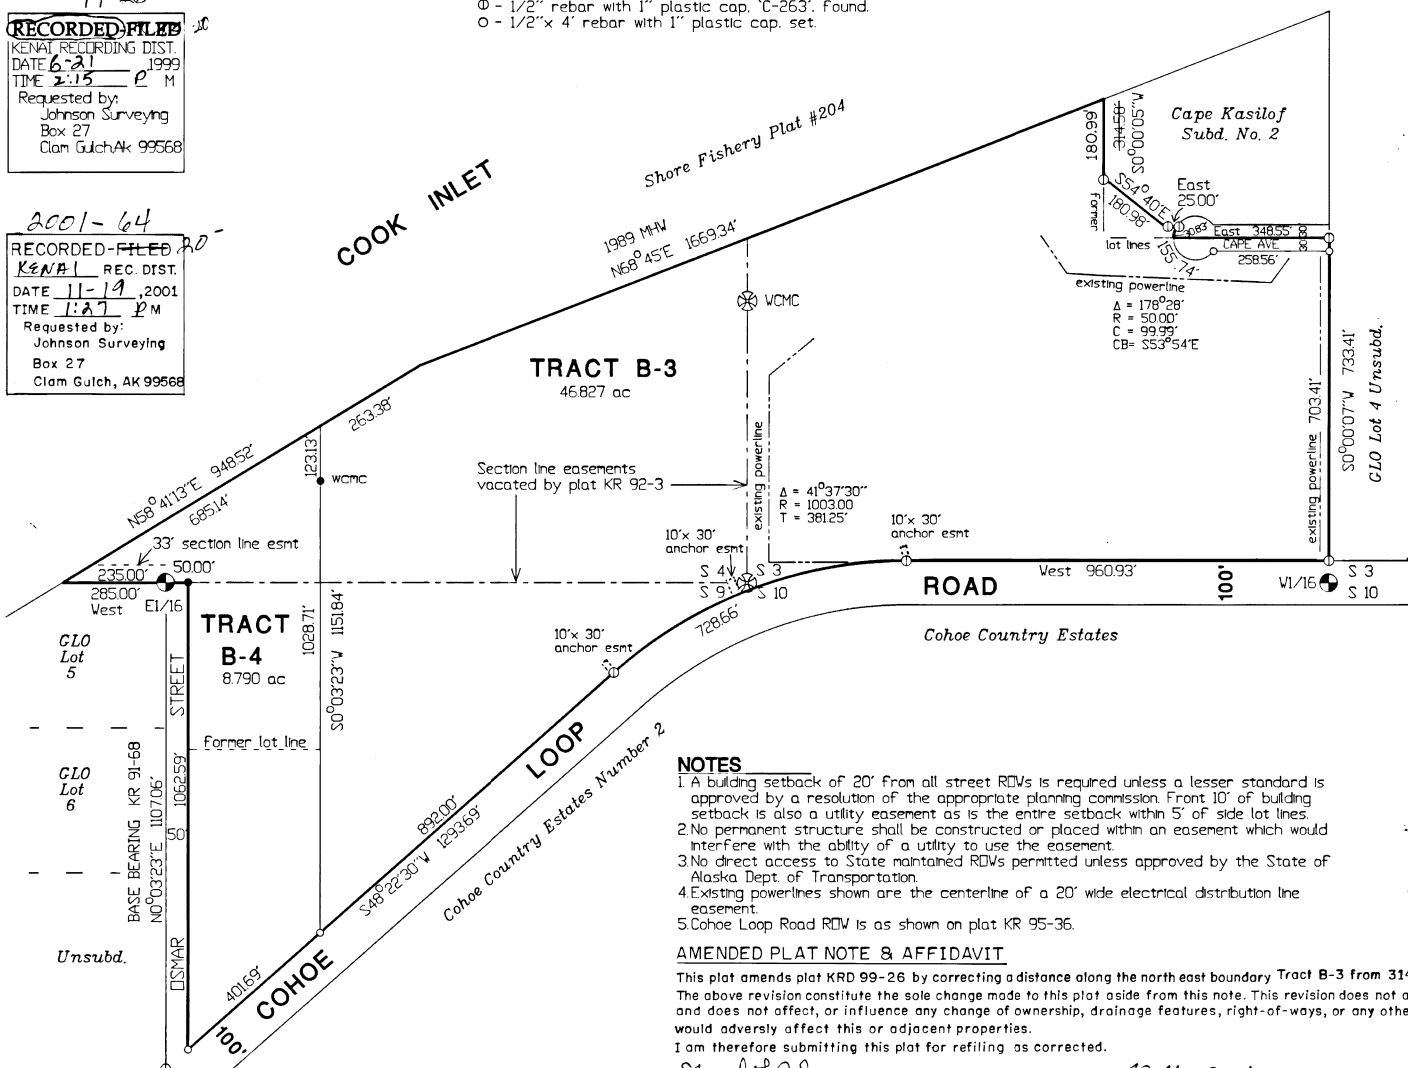 ⌽ - 1/2" rebar with 1" plastic cap, 'C-263', found.
O - 1/2"x 4' rebar with 1" plastic cap, set.
RECORDED-FILED
KENAI RECORDING DIST.
DATE 6-21 1999
TIME 2:15 P M
Requested by:
Johnson Surveying
Box 27
Clam Gulch Ak 99568
2001-64
RECORDED-FILED 20-
KENAI REC. DIST.
DATE 11-19, 2001
TIME 1:27 P M
Requested by:
Johnson Surveying
Box 27
Clam Gulch, AK 99568
COOK INLET
Shore Fishery Plat #204
1989 MHW
N68°45'E 1669.34'
Cape Kasilof
Subd. No. 2
180.99'
314.58'
S0°00'05"W
S54°40'E
180.98'
East
25.00'
Former
lot lines
30.83'
East 348.55'
30
30
CAPE AVE
258.56'
155.74'
existing powerline
Δ = 178°28'
R = 50.00'
C = 99.99'
CB= S53°54'E
WCMC
TRACT B-3
46.827 ac
263.38'
123.13'
WCMC
N58°41'13"E 948.52'
685.14'
Section line easements
vacated by plat KR 92-3
existing powerline
Δ = 41°37'30"
R = 1003.00
T = 381.25'
10'x 30'
anchor esmt
10'x 30'
anchor esmt
existing powerline 703.41'
S0°00'07"W 733.41'
GLO Lot 4 Unsubd.
33' section line esmt
235.00' 50.00'
285.00'
West E1/16
S 4 S 3
S 9 S 10
West 960.93'
100'
W1/16
S 3
S 10
ROAD
728.66'
Cohoe Country Estates
TRACT
B-4
8.790 ac
1028.71'
S0°03'23"W 1151.84'
10'x 30'
anchor esmt
GLO
Lot
5
GLO
Lot
6
Unsubd.
BASE BEARING KR 91-68
N0°03'23"E 1107.06'
OSMAR STREET
50'
1062.59'
Former lot line
COHOE LOOP
892.00'
S48°22'30"W 1293.69'
Cohoe Country Estates Number 2
401.69'
100'
NOTES
1. A building setback of 20' from all street ROWs is required unless a lesser standard is
approved by a resolution of the appropriate planning commission. Front 10' of building
setback is also a utility easement as is the entire setback within 5' of side lot lines.
2. No permanent structure shall be constructed or placed within an easement which would
interfere with the ability of a utility to use the easement.
3. No direct access to State maintained ROWs permitted unless approved by the State of
Alaska Dept. of Transportation.
4. Existing powerlines shown are the centerline of a 20' wide electrical distribution line
easement.
5. Cohoe Loop Road ROW is as shown on plat KR 95-36.
AMENDED PLAT NOTE & AFFIDAVIT
This plat amends plat KRD 99-26 by correcting a distance along the north east boundary Tract B-3 from 314
The above revision constitute the sole change made to this plat aside from this note. This revision does not a
and does not affect, or influence any change of ownership, drainage features, right-of-ways, or any othe
would adversly affect this or adjacent properties.
I am therefore submitting this plat for refiling as corrected.